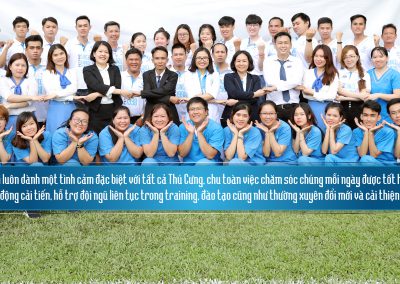 luôn dành một tình cảm đặc biệt với tất cả Thú Cưng, chu toàn việc chăm sóc chúng mỗi ngày được tốt h
động cải tiến, hỗ trợ đội ngũ liên tục trong training, đào tạo cũng như thường xuyên đổi mới và cải thiện